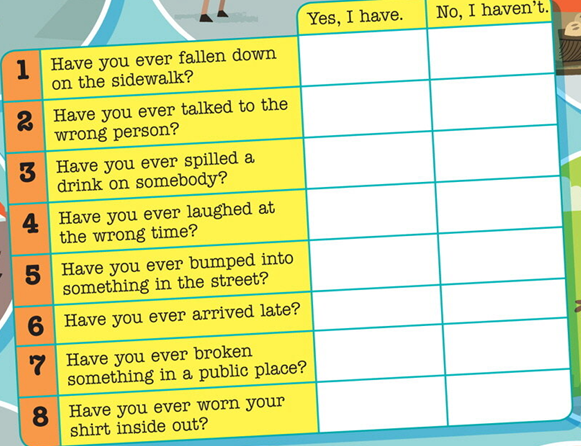 Yes, I have. No, I haven't.
1 Have you ever fallen down
on the sidewalk?
2 Have you ever talked to the
wrong person?
3 Have you ever spilled a
drink on somebody?
4 Have you ever laughed at
the wrong time?
5 Have you ever bumped into
something in the street?
6 Have you ever arrived late?
7 Have you ever broken
something in a public place?
8 Have you ever worn your
shirt inside out?